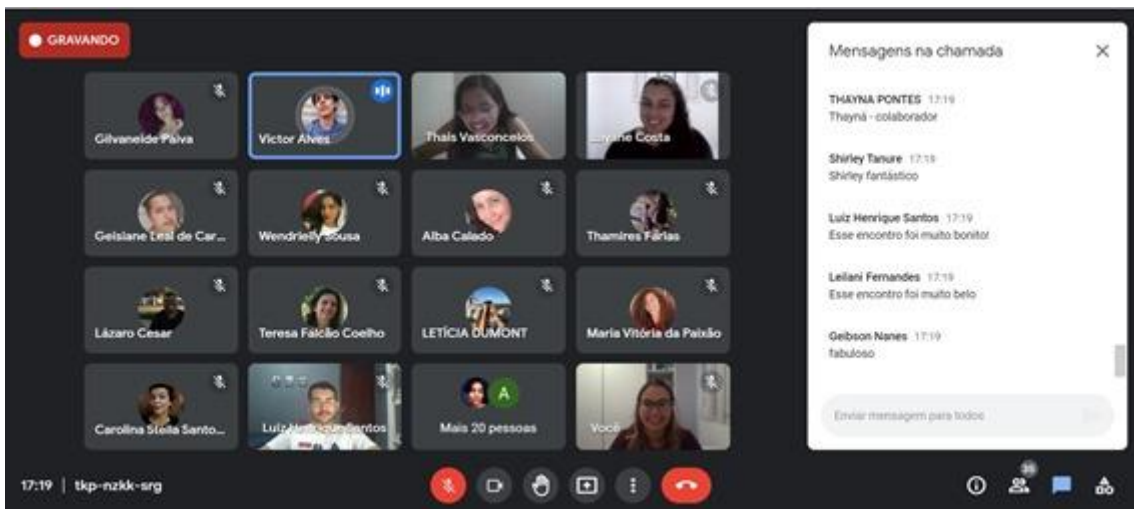 GRAVANDO
Gilvaneide Paiva
Victor Alves
Thais Vasconcelos
Costa
Geisiane Leal de Car...
Wendrielly Sousa
Alba Calado
Thamires Farias
Lázaro Cesar
Teresa Falcão Coelho
LETÍCIA DUMONT
Maria Vitória da Paixão
Carolina Stella Santo...
Luiz Henrique Santos
A
Mais 20 pessoas
Você
Mensagens na chamada
THAYNA PONTES 17:19
Thayná - colaborador
Shirley Tanure 17:19
Shirley fantástico
Luiz Henrique Santos 17:19
Esse encontro foi muito bonito!
Leilani Fernandes 17:19
Esse encontro foi muito belo
Geibson Nanes 17:19
fabuloso
Enviar mensagem para todos
17:19 | tkp-nzkk-srg